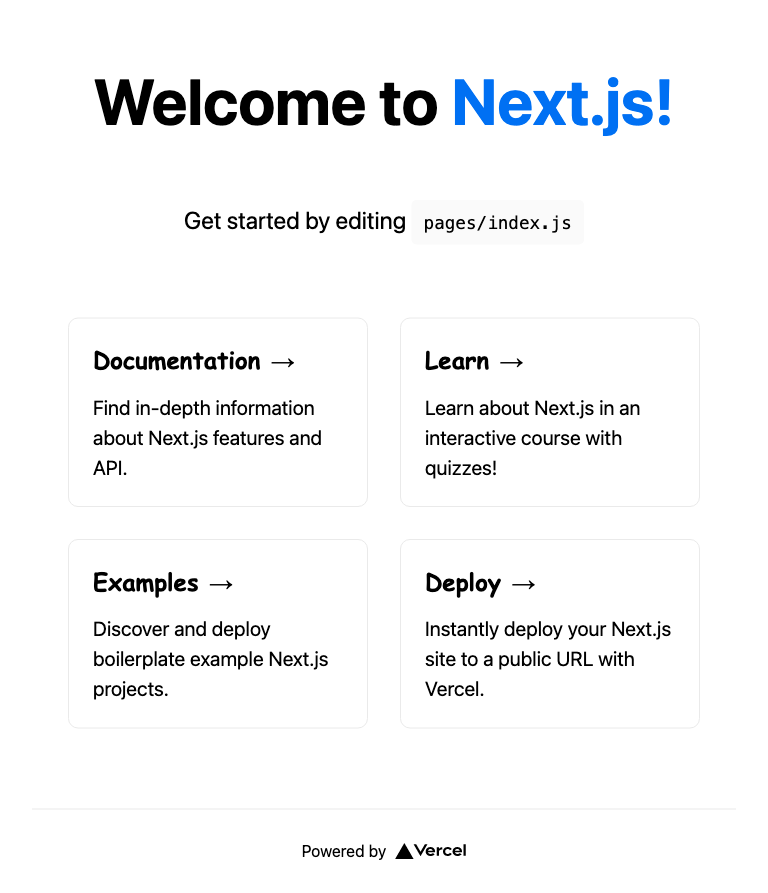 Welcome to Next.js!
Get started by editing pages/index.js
Documentation →
Find in-depth information
about Next.js features and
API.
Learn →
Learn about Next.js in an
interactive course with
quizzes!
Examples →
Discover and deploy
boilerplate example Next.js
projects.
Deploy →
Instantly deploy your Next.js
site to a public URL with
Vercel.
Powered by Vercel